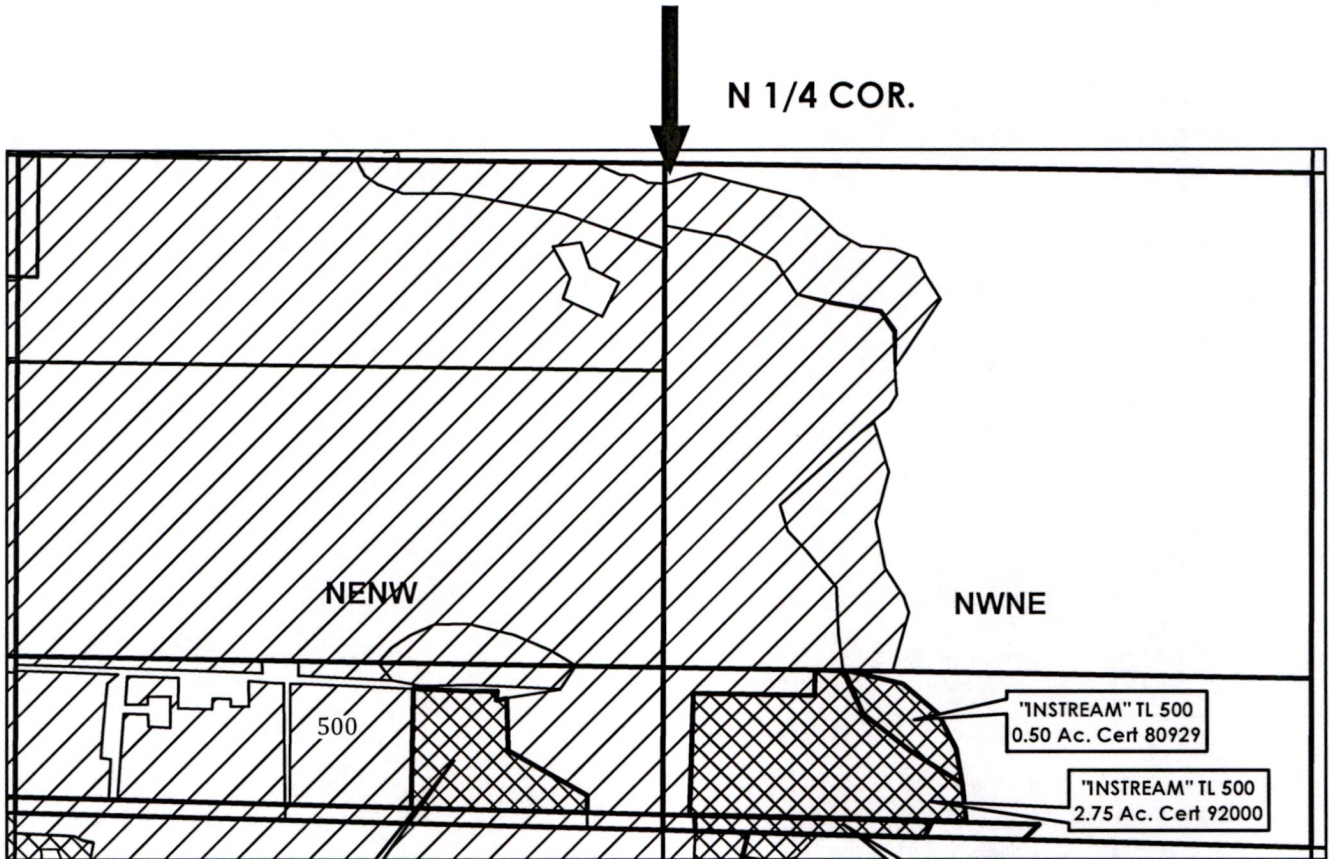 N 1/4 COR.
NENW
NWNE
500
"INSTREAM" TL 500
0.50 Ac. Cert 80929
"INSTREAM" TL 500
2.75 Ac. Cert 92000